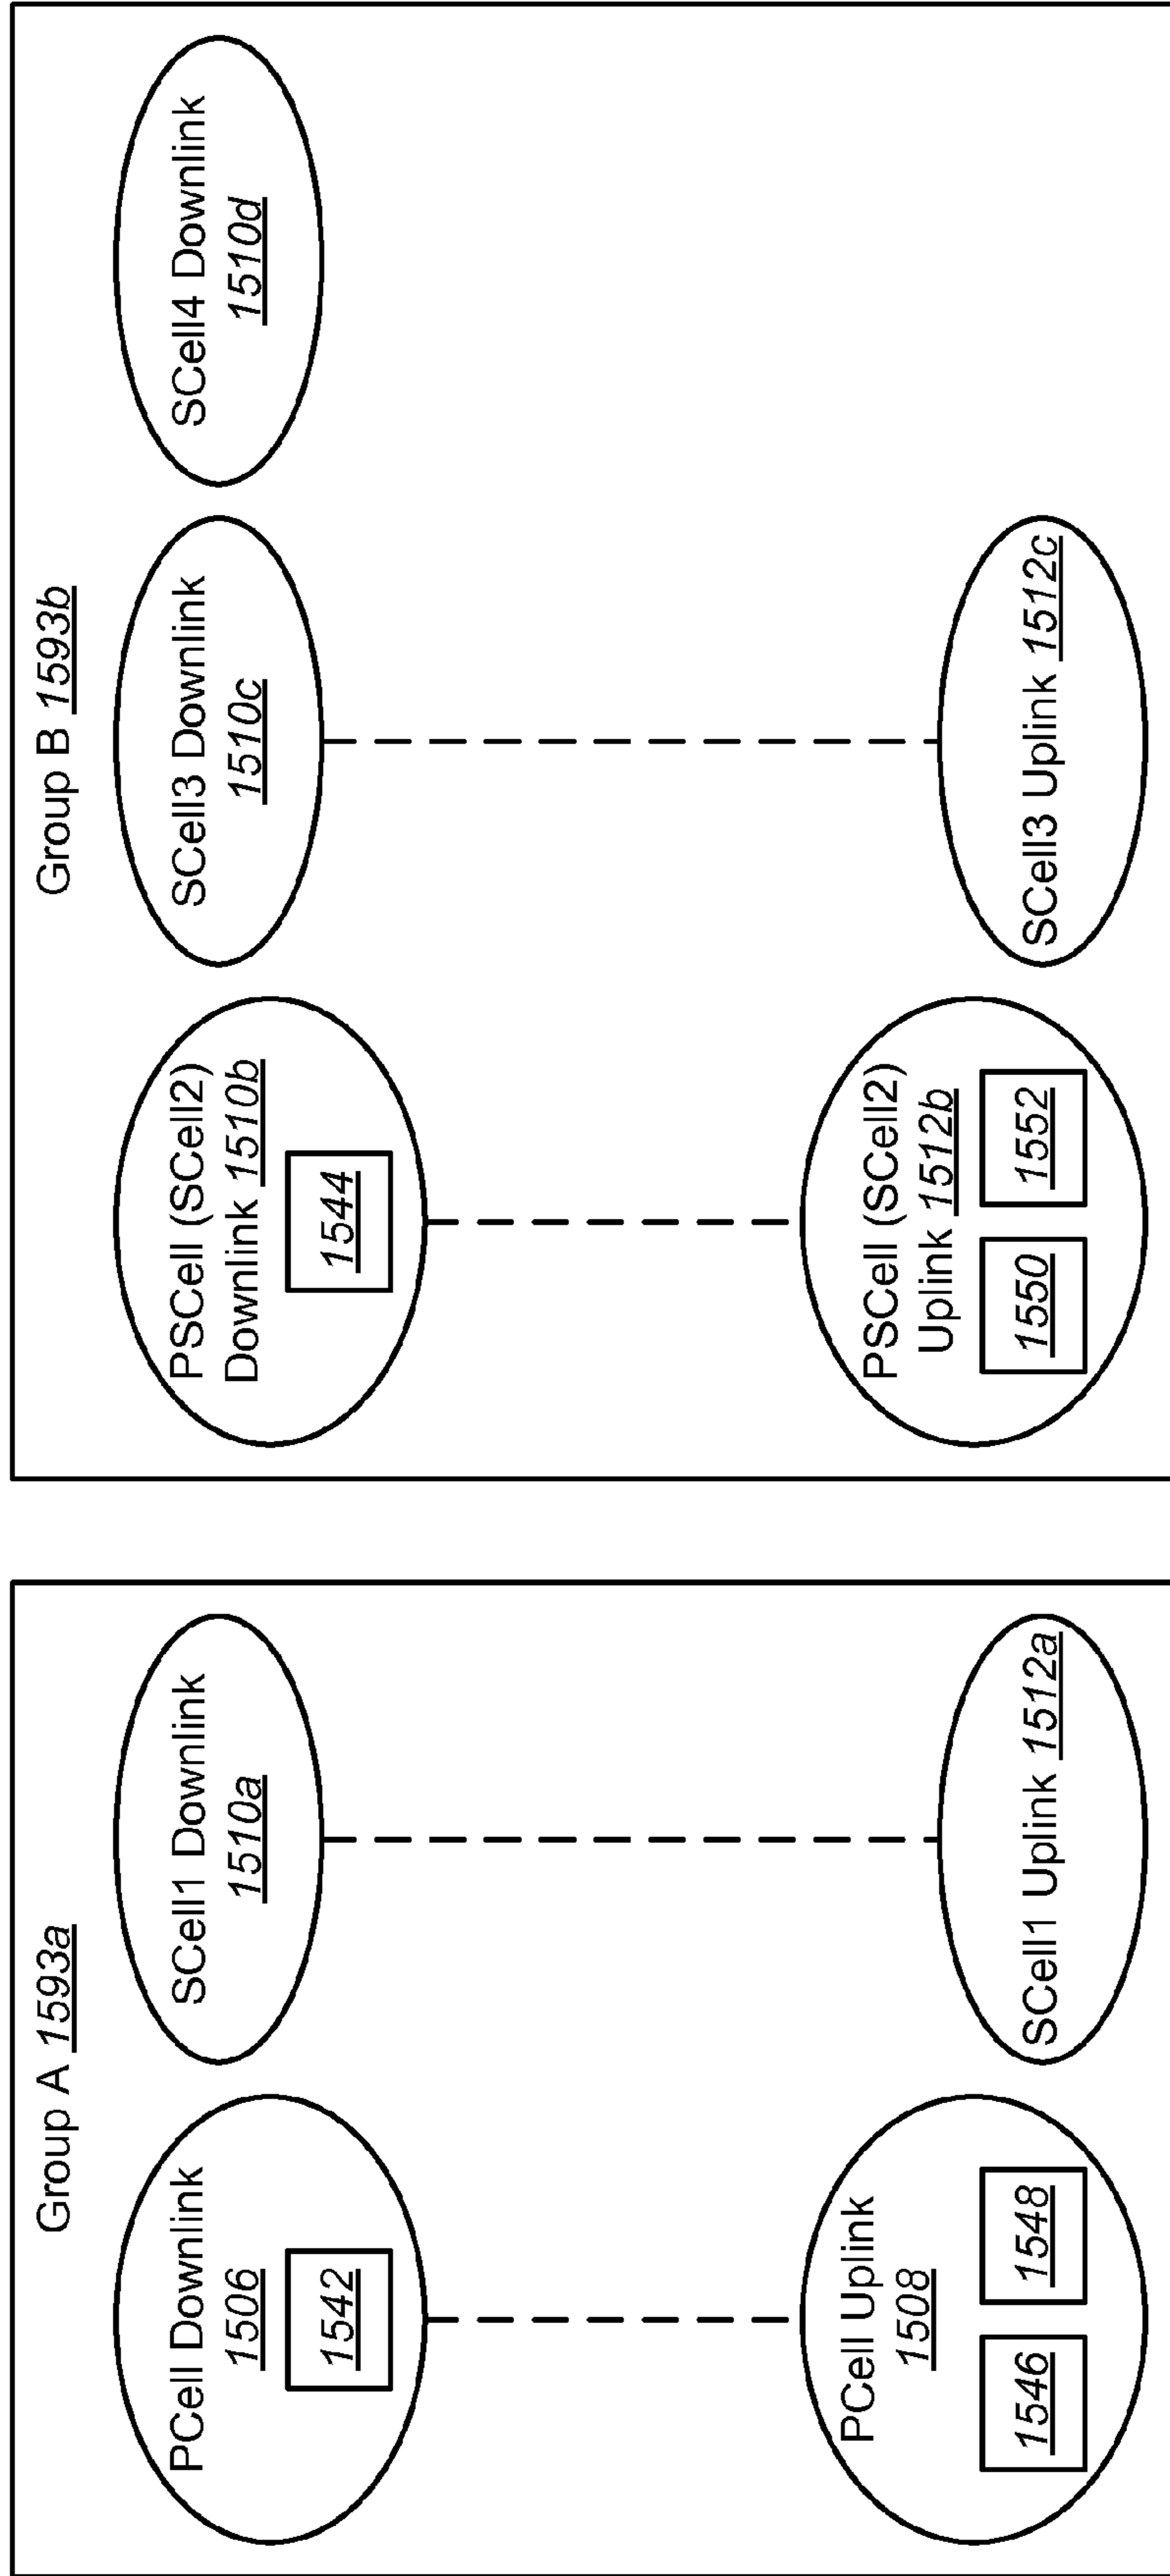 Group A 1593a
PCell Downlink
1506
1542
SCell1 Downlink
1510a
PCell Uplink
1508
1546
1548
SCell1 Uplink 1512a
Group B 1593b
PSCell (SCell2)
Downlink 1510b
1544
SCell3 Downlink
1510c
SCell4 Downlink
1510d
PSCell (SCell2)
Uplink 1512b
1550
1552
SCell3 Uplink 1512c